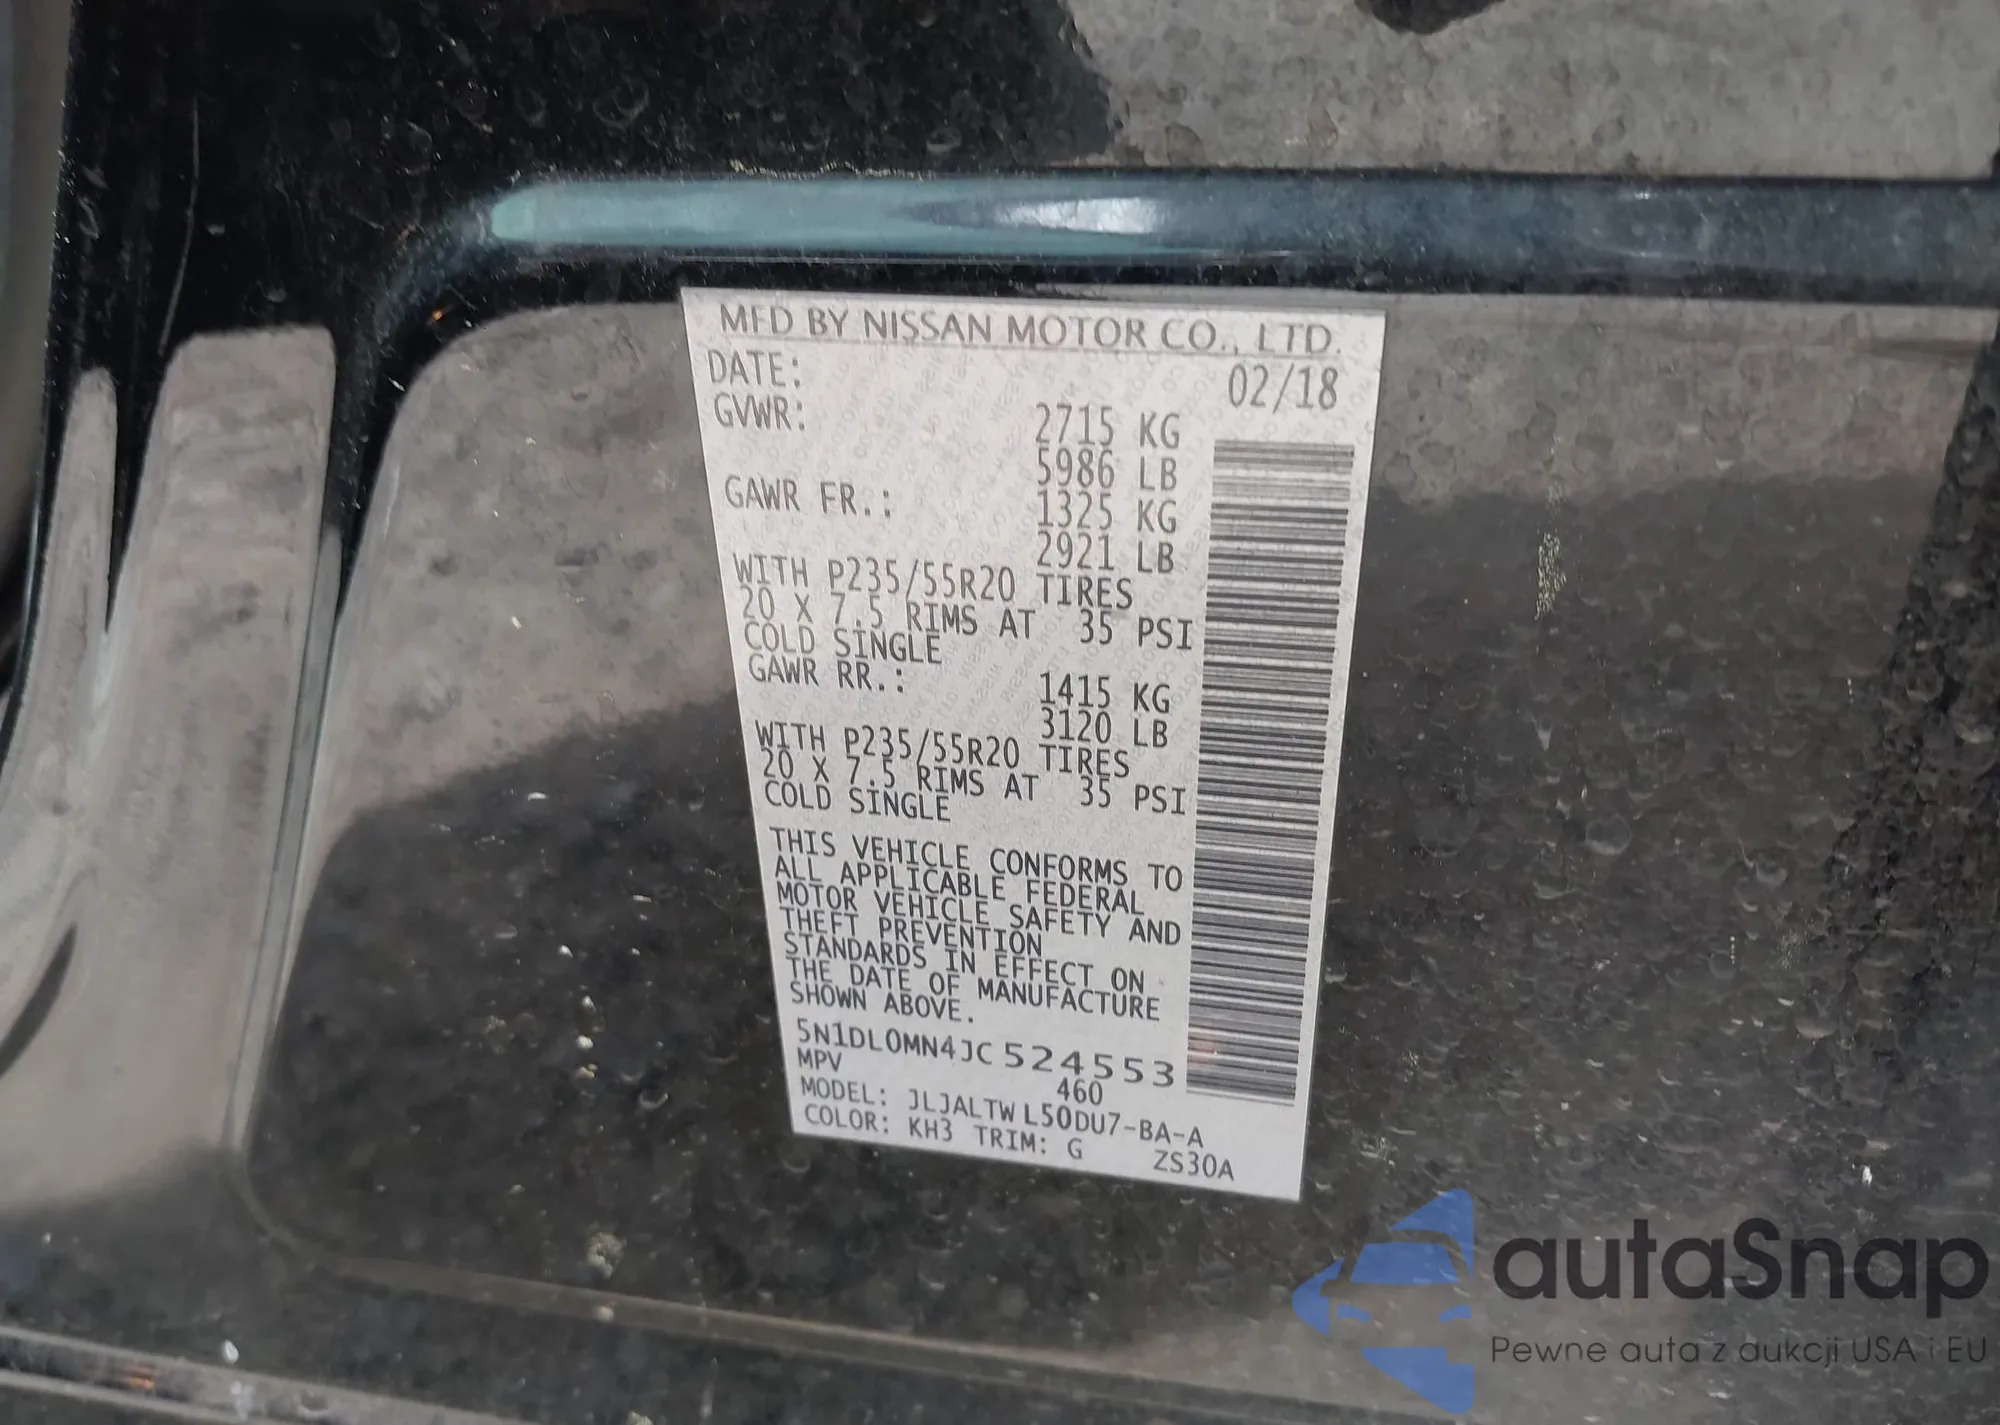 MFD BY NISSAN MOTOR CO., LTD.
DATE: 02/18
GVWR: 2715 KG
5986 LB
GAWR FR.: 1325 KG
2921 LB
WITH P235/55R20 TIRES
20 X 7.5 RIMS AT 35 PSI
COLD SINGLE
GAWR RR.: 1415 KG
3120 LB
WITH P235/55R20 TIRES
20 X 7.5 RIMS AT 35 PSI
COLD SINGLE
THIS VEHICLE CONFORMS TO
ALL APPLICABLE FEDERAL
MOTOR VEHICLE SAFETY AND
THEFT PREVENTION
STANDARDS IN EFFECT ON
THE DATE OF MANUFACTURE
SHOWN ABOVE.
5N1DL0MN4JC524553
MPV 460
MODEL: JLJALTWL50DU7-BA-A
COLOR: KH3 TRIM: G ZS30A
autaSnap
Pewne auta z aukcji USA i EU